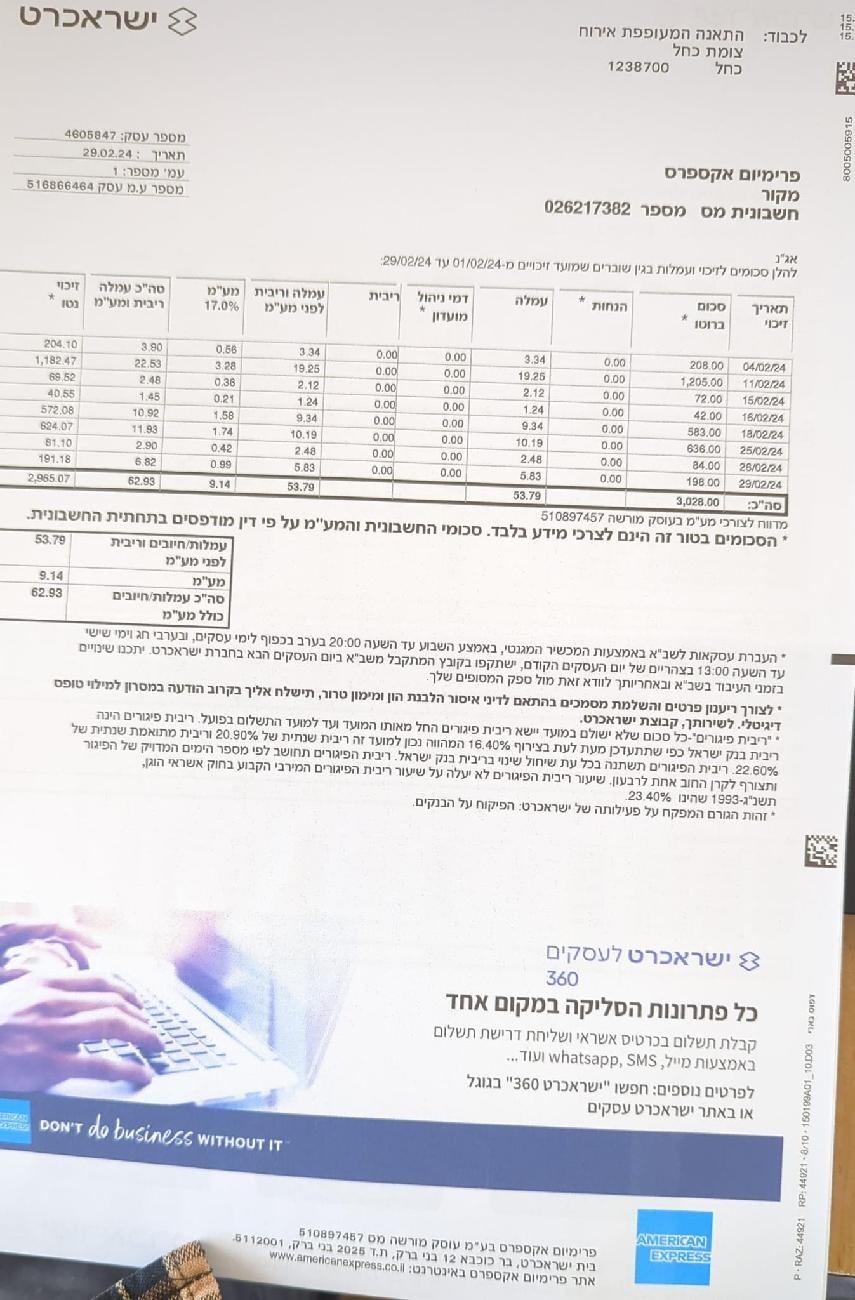 ישראכרט
לכבוד: התאנה המעופפת אירוח
צומת כחל
כחל 1238700
15.
15.
15.
8005005915
מספר עסק: 4605847
תאריך : 29.02.24
עמ' מספר: 1
מספר ע.מ עסק 516866464
פרימיום אקספרס
מקור
חשבונית מס מספר 026217382
אג"נ
להלן סכומים לזיכוי ועמלות בגין שוברים שמועד זיכויים מ-01/02/24 עד 29/02/24:
תאריך זיכוי | סכום ברוטו * | הנחות * | עמלה | דמי ניהול מועדון * | ריבית | עמלה וריבית לפני מע"מ | מע"מ 17.0% | סה"כ עמלה ריבית ומע"מ | זיכוי נטו *
04/02/24 208.00 0.00 3.34 0.00 0.00 3.34 0.56 3.90 204.10
11/02/24 1,205.00 0.00 19.25 0.00 0.00 19.25 3.28 22.53 1,182.47
15/02/24 72.00 0.00 2.12 0.00 0.00 2.12 0.36 2.48 69.52
16/02/24 42.00 0.00 1.24 0.00 0.00 1.24 0.21 1.45 40.55
18/02/24 583.00 0.00 9.34 0.00 0.00 9.34 1.58 10.92 572.08
25/02/24 636.00 0.00 10.19 0.00 0.00 10.19 1.74 11.93 624.07
26/02/24 84.00 0.00 2.48 0.00 0.00 2.48 0.42 2.90 81.10
29/02/24 198.00 0.00 5.83 0.00 0.00 5.83 0.99 6.82 191.18
סה"כ: 3,028.00 53.79 53.79 9.14 62.93 2,965.07
מדווח לצורכי מע"מ בעוסק מורשה 510897457
* הסכומים בטור זה הינם לצרכי מידע בלבד. סכומי החשבונית והמע"מ על פי דין מודפסים בתחתית החשבונית.
עמלות/חיובים וריבית לפני מע"מ 53.79
מע"מ 9.14
סה"כ עמלות/חיובים כולל מע"מ 62.93
* העברת עסקאות לשב"א באמצעות המכשיר המגנטי, באמצע השבוע עד השעה 20:00 בערב בכפוף לימי עסקים, ובערבי חג וימי שישי
עד השעה 13:00 בצהריים של יום העסקים הקודם, ישתקפו בקובץ המתקבל משב"א ביום העסקים הבא בחברת ישראכרט. יתכנו שינויים
בזמני העיבוד בשב"א ובאחריותך לוודא זאת מול ספק המסופים שלך.
* לצורך ריענון פרטים והשלמת מסמכים בהתאם לדיני איסור הלבנת הון ומימון טרור, תישלח אליך בקרוב הודעה במסרון למילוי טופס
דיגיטלי. לשירותך, קבוצת ישראכרט.
* "ריבית פיגורים"-כל סכום שלא ישולם במועד יישא ריבית פיגורים החל מאותו המועד ועד למועד התשלום בפועל. ריבית פיגורים הינה
ריבית בנק ישראל כפי שתתעדכן מעת לעת בצירוף 16.40% המהווה נכון למועד זה ריבית שנתית של 20.90% וריבית מתואמת שנתית של
22.60%. ריבית הפיגורים תשתנה בכל עת שיחול שינוי בריבית בנק ישראל. ריבית הפיגורים תחושב לפי מספר הימים המדויק של הפיגור
ותצורף לקרן החוב אחת לרבעון. שיעור ריבית הפיגורים לא יעלה על שיעור ריבית הפיגורים המירבי הקבוע בחוק אשראי הוגן,
תשנ"ג-1993 שהינו 23.40%.
* זהות הגורם המפקח על פעילותה של ישראכרט: הפיקוח על הבנקים.
ישראכרט לעסקים
360
כל פתרונות הסליקה במקום אחד
קבלת תשלום בכרטיס אשראי ושליחת דרישת תשלום
באמצעות מייל, whatsapp, SMS ועוד...
לפרטים נוספים: חפשו "ישראכרט 360" בגוגל
או באתר ישראכרט עסקים
DON'T do business WITHOUT IT
AMERICAN
EXPRESS
פרימיום אקספרס בע"מ עוסק מורשה מס 510897457
בית ישראכרט, בר כוכבא 12 בני ברק, ת.ד 2025 בני ברק, 5112001.
אתר פרימיום אקספרס באינטרנט: www.americanexpress.co.il
P - RAZ: 44921 RP: 44921 - 8/10 - 150199A01_10.D03 דפוס בארי